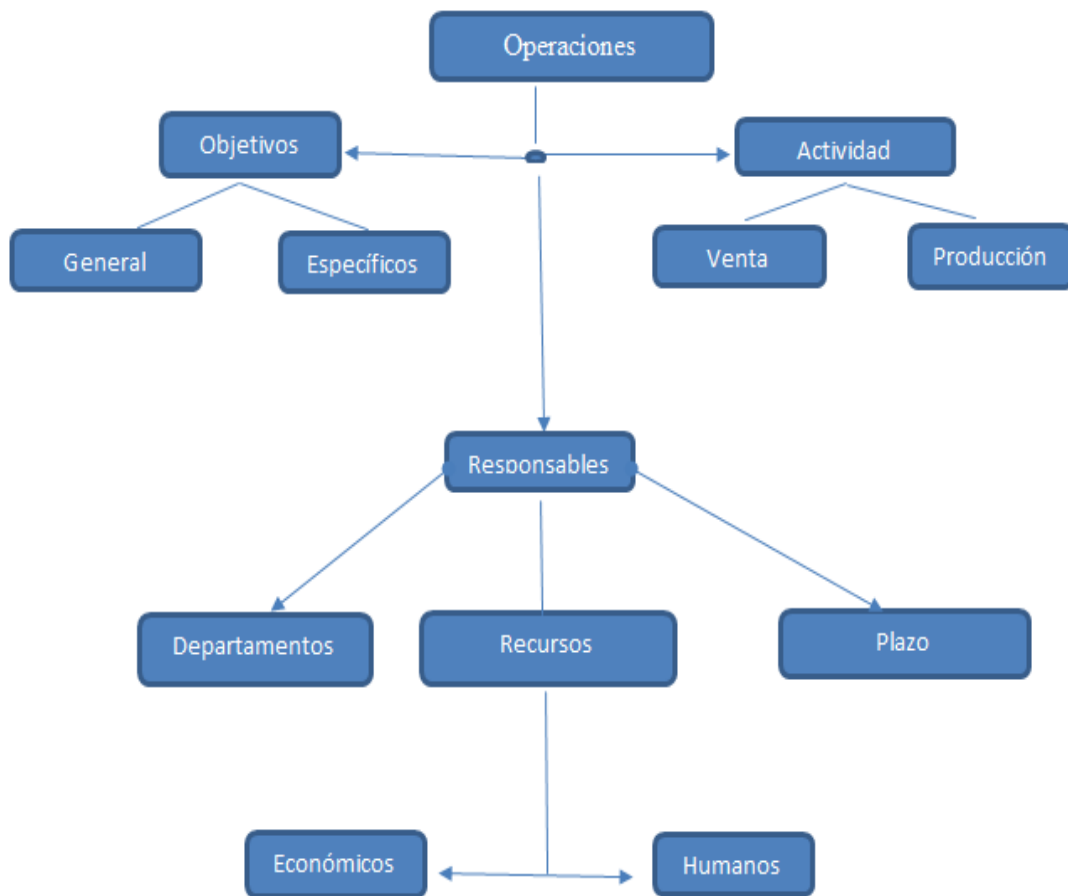 Operaciones
Objetivos
Actividad
General
Específicos
Venta
Producción
Responsables
Departamentos
Recursos
Plazo
Económicos
Humanos